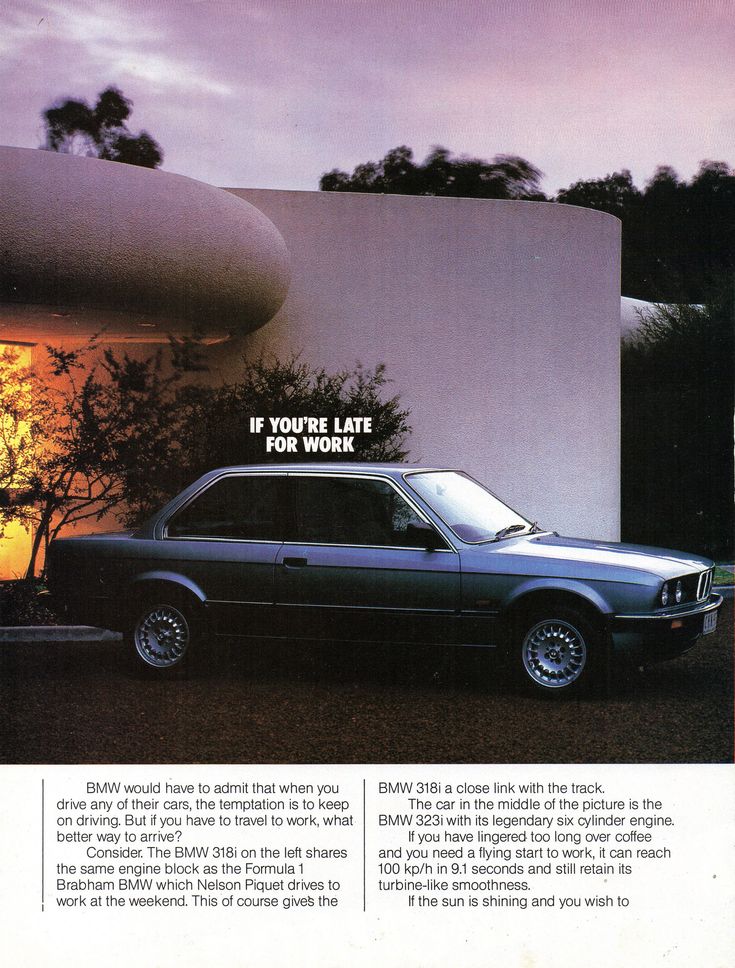 IF YOU'RE LATE
FOR WORK
BMW would have to admit that when you
drive any of their cars, the temptation is to keep
on driving. But if you have to travel to work, what
better way to arrive?
Consider. The BMW 318i on the left shares
the same engine block as the Formula 1
Brabham BMW which Nelson Piquet drives to
work at the weekend. This of course gives the
BMW 318i a close link with the track.
The car in the middle of the picture is the
BMW 323i with its legendary six cylinder engine.
If you have lingered too long over coffee
and you need a flying start to work, it can reach
100 kp/h in 9.1 seconds and still retain its
turbine-like smoothness.
If the sun is shining and you wish to